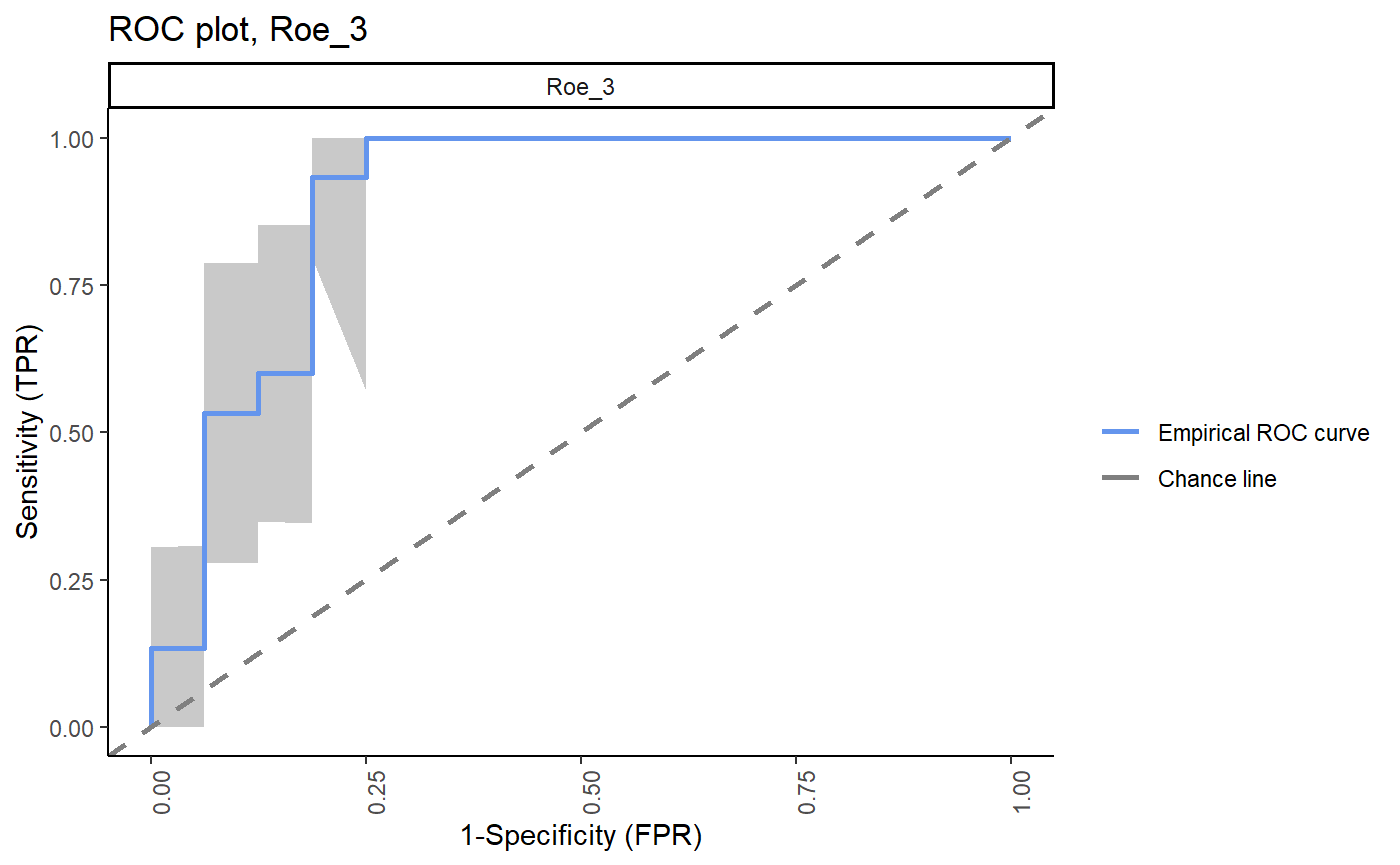 ROC plot, Roe_3
Roe_3
1.00
0.75
0.50
0.25
0.00
Sensitivity (TPR)
0.00
0.25
0.50
0.75
1.00
1-Specificity (FPR)
Empirical ROC curve
Chance line